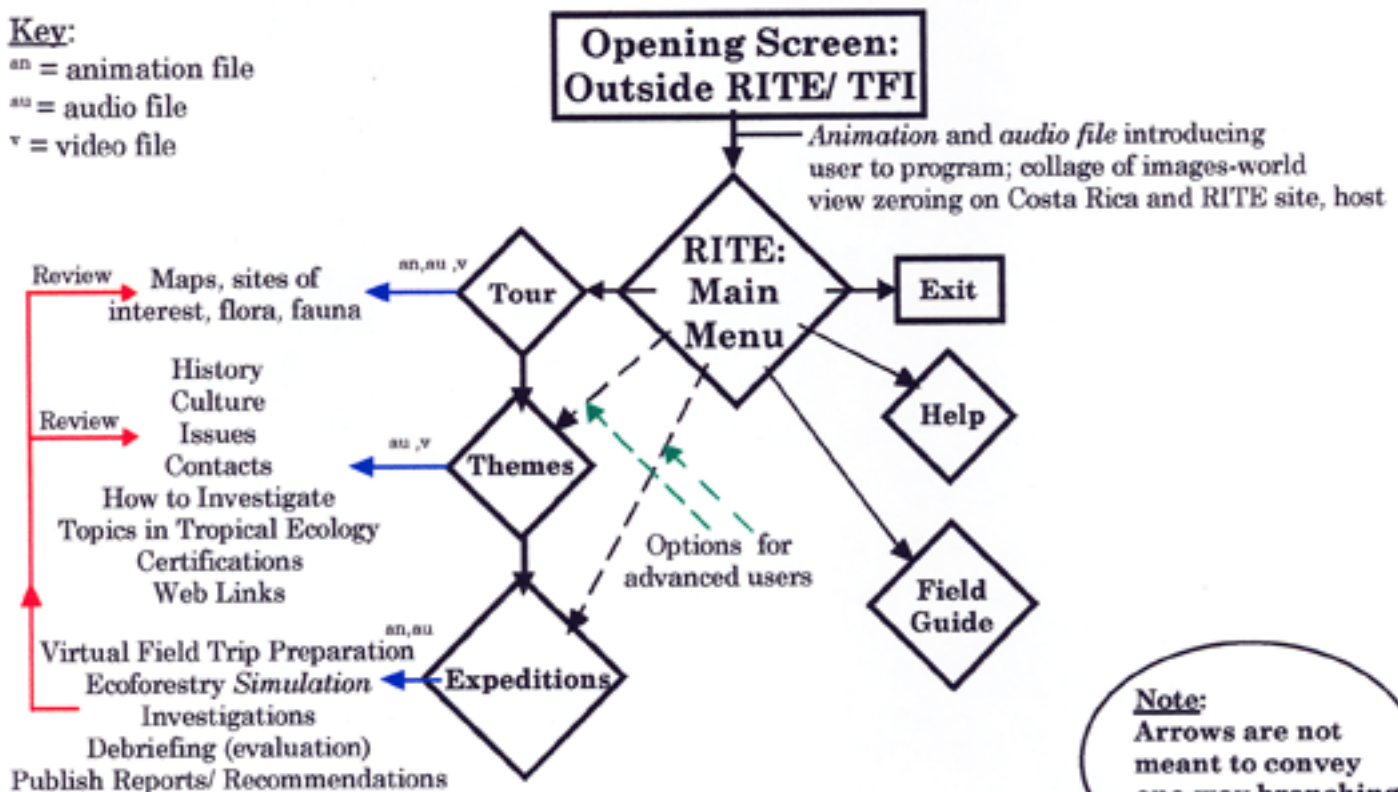 Key:
an = animation file
au = audio file
v = video file
Opening Screen:
Outside RITE/ TFI
Animation and audio file introducing
user to program; collage of images-world
view zeroing on Costa Rica and RITE site, host
RITE:
Main
Menu
Exit
Help
Field
Guide
Tour
an,au ,v
Review
Maps, sites of
interest, flora, fauna
Themes
au ,v
Review
History
Culture
Issues
Contacts
How to Investigate
Topics in Tropical Ecology
Certifications
Web Links
Options for
advanced users
Expeditions
an,au
Virtual Field Trip Preparation
Ecoforestry Simulation
Investigations
Debriefing (evaluation)
Publish Reports/ Recommendations
Note:
Arrows are not
meant to convey
one-way branching